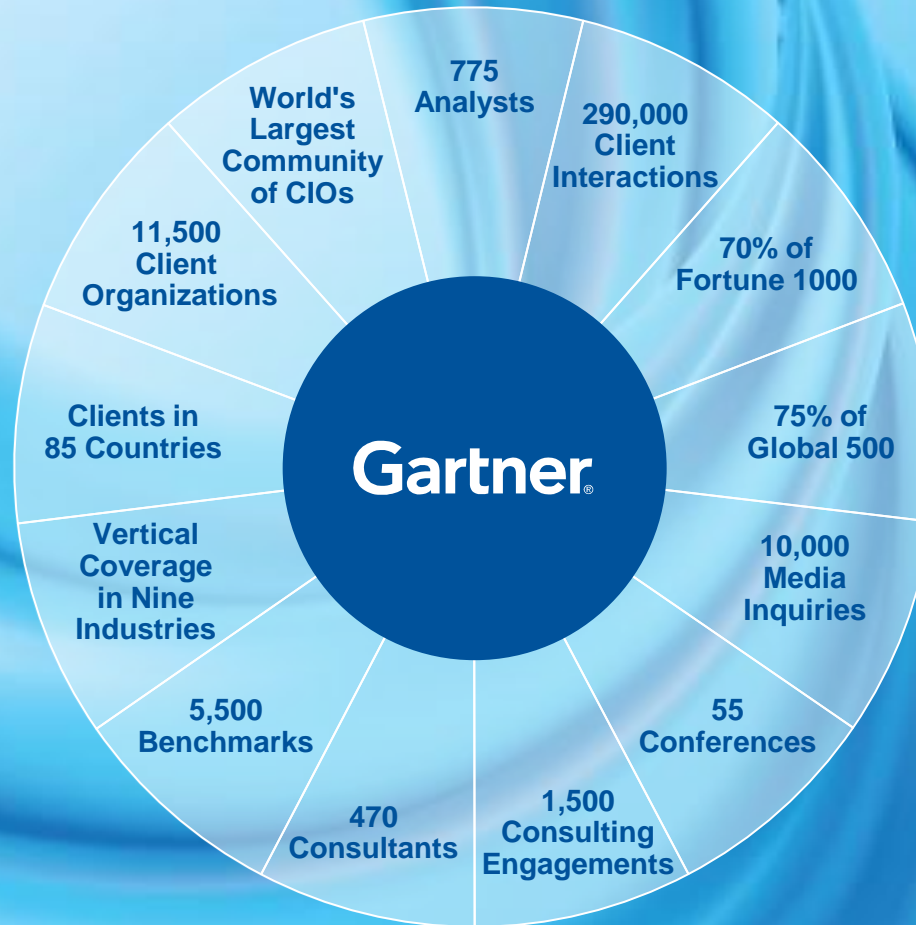 775
Analysts
290,000
Client
Interactions
70% of
Fortune 1000
75% of
Global 500
10,000
Media
Inquiries
55
Conferences
1,500
Consulting
Engagements
470
Consultants
5,500
Benchmarks
Vertical
Coverage
in Nine
Industries
Clients in
85 Countries
11,500
Client
Organizations
World's
Largest
Community
of CIOs
Gartner®